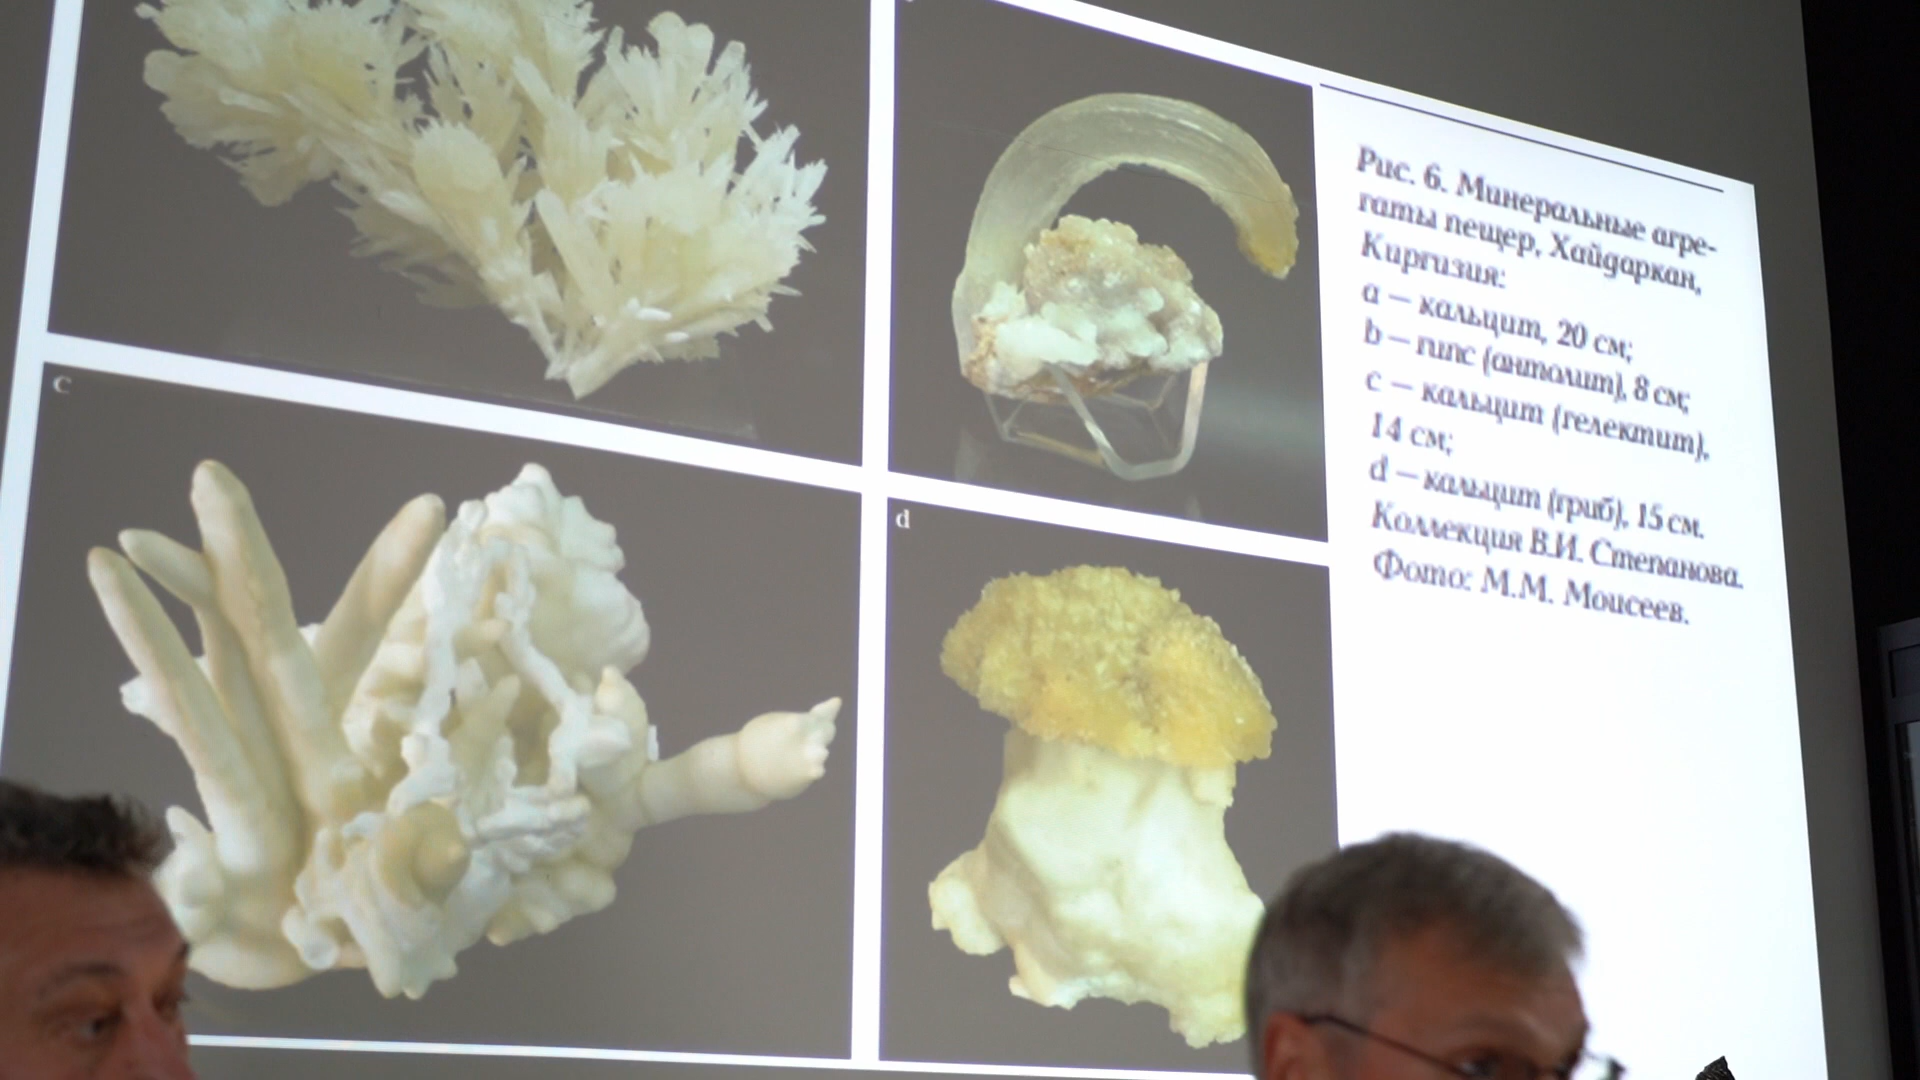 c
d
Рис. 6. Минеральные агре-
гаты пещер, Хайдаркан,
Киргизия:
a — кальцит, 20 см;
b — гипс (антолит), 8 см;
c — кальцит (гелектит),
14 см;
d — кальцит (гриб), 15 см.
Коллекция В.И. Степанова.
Фото: М.М. Моисеев.